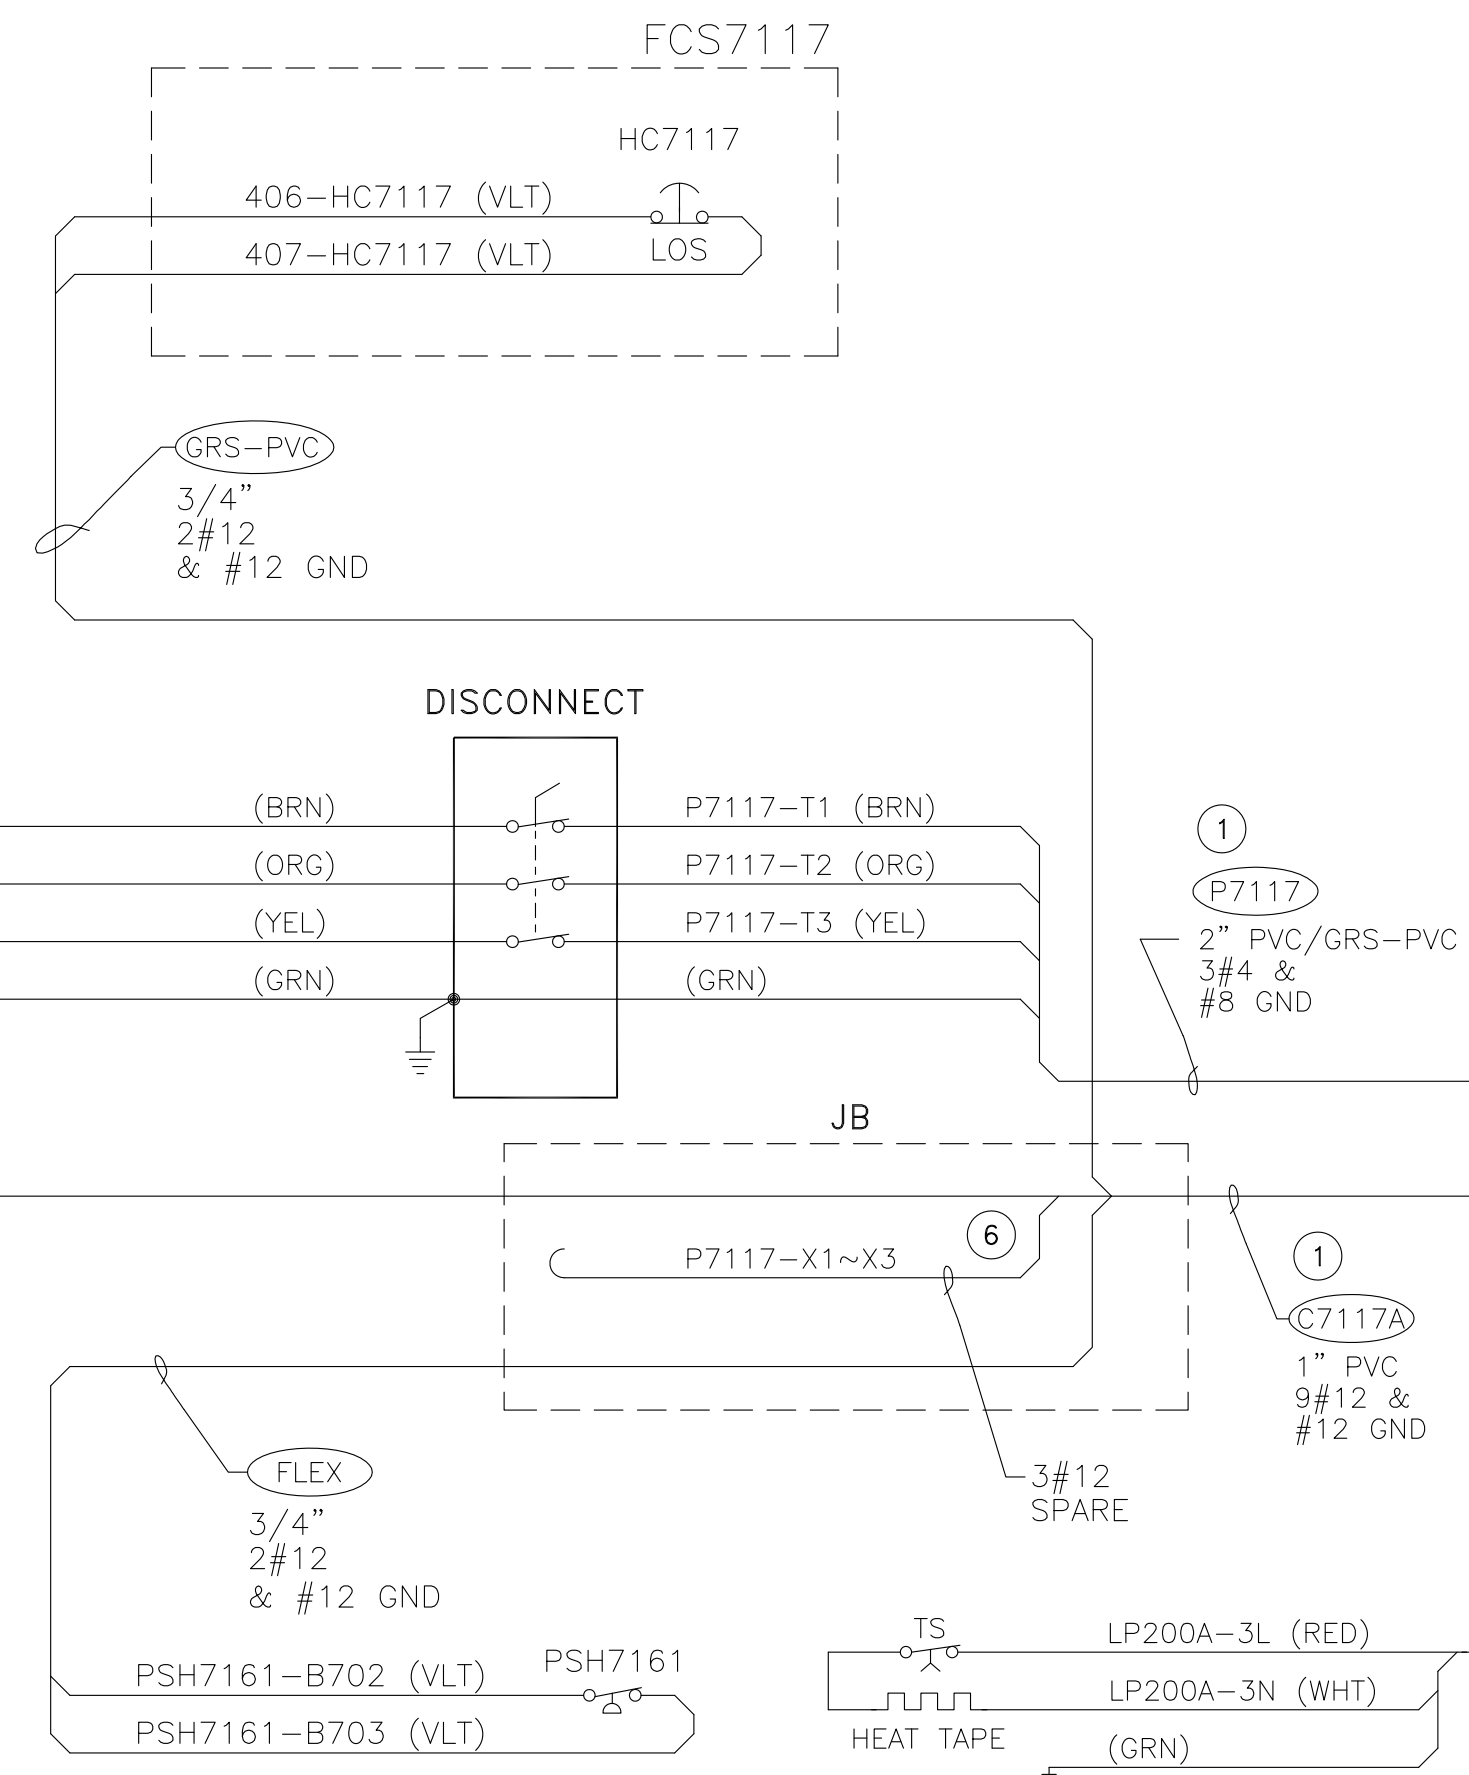 FCS7117
HC7117
406-HC7117 (VLT)
407-HC7117 (VLT)
LOS
GRS-PVC
3/4"
2#12
& #12 GND
DISCONNECT
(BRN)
P7117-T1 (BRN)
(ORG)
P7117-T2 (ORG)
(YEL)
P7117-T3 (YEL)
(GRN)
(GRN)
1
P7117
2" PVC/GRS-PVC
3#4 &
#8 GND
JB
P7117-X1~X3
6
1
C7117A
1" PVC
9#12 &
#12 GND
3#12
SPARE
FLEX
3/4"
2#12
& #12 GND
PSH7161-B702 (VLT)
PSH7161
PSH7161-B703 (VLT)
TS
LP200A-3L (RED)
LP200A-3N (WHT)
HEAT TAPE
(GRN)